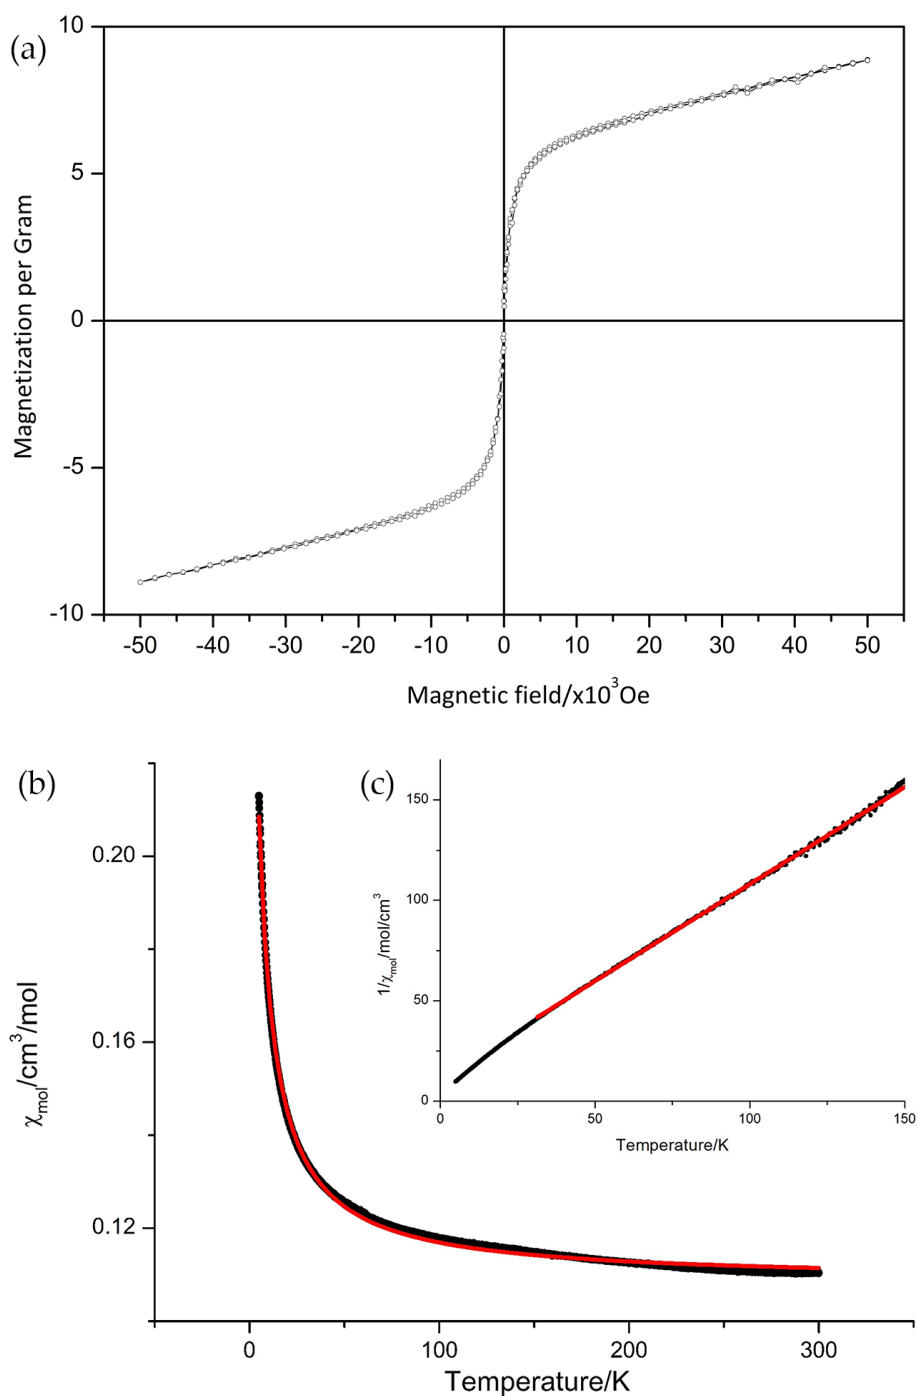 (a)
10
5
0
-5
-10
Magnetization per Gram
-50 -40 -30 -20 -10 0 10 20 30 40 50
Magnetic field/x10³Oe
(b)
0.20
0.16
0.12
χmol/cm³/mol
0 100 200 300
Temperature/K
(c)
150
100
50
0
1/χmol/mol/cm³
0 50 100 150
Temperature/K